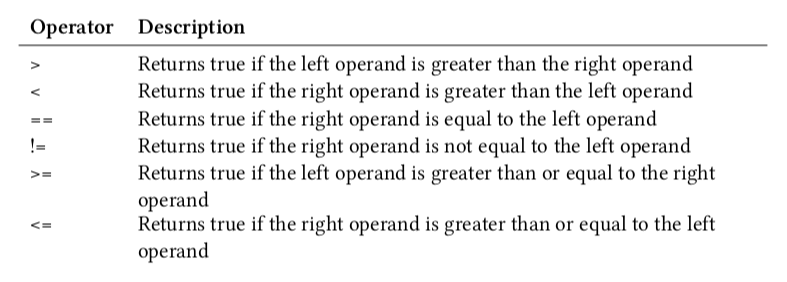 Operator Description
> Returns true if the left operand is greater than the right operand
< Returns true if the right operand is greater than the left operand
== Returns true if the right operand is equal to the left operand
!= Returns true if the right operand is not equal to the left operand
>= Returns true if the left operand is greater than or equal to the right
operand
<= Returns true if the right operand is greater than or equal to the left
operand